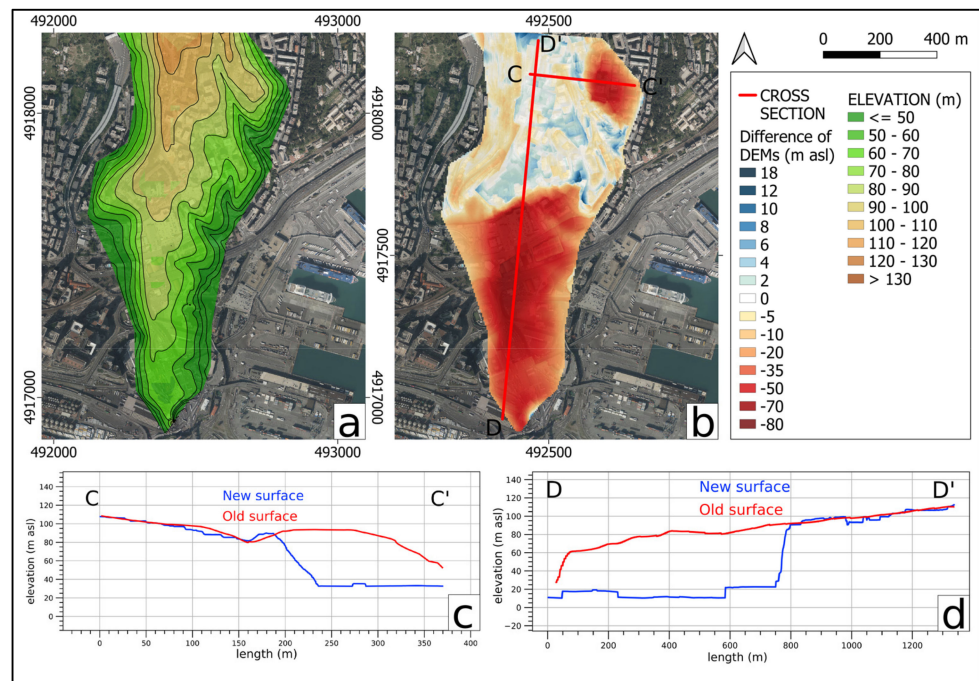 492000
493000
492500
4918000
4917000
a
D'
C
C'
D
4918000
4917500
4917000
b
492000
493000
492500
0 200 400 m
CROSS
SECTION
Difference of
DEMs (m asl)
18
12
10
8
6
4
2
0
-5
-10
-20
-35
-50
-70
-80
ELEVATION (m)
<= 50
50 - 60
60 - 70
70 - 80
80 - 90
90 - 100
100 - 110
110 - 120
120 - 130
> 130
C
New surface
Old surface
C'
elevation (m asl)
140
120
100
80
60
40
20
0
0 50 100 150 200 250 300 350 400
length (m)
c
D
New surface
Old surface
D'
elevation (m asl)
140
120
100
80
60
40
20
0
−20
0 200 400 600 800 1000 1200
length (m)
d